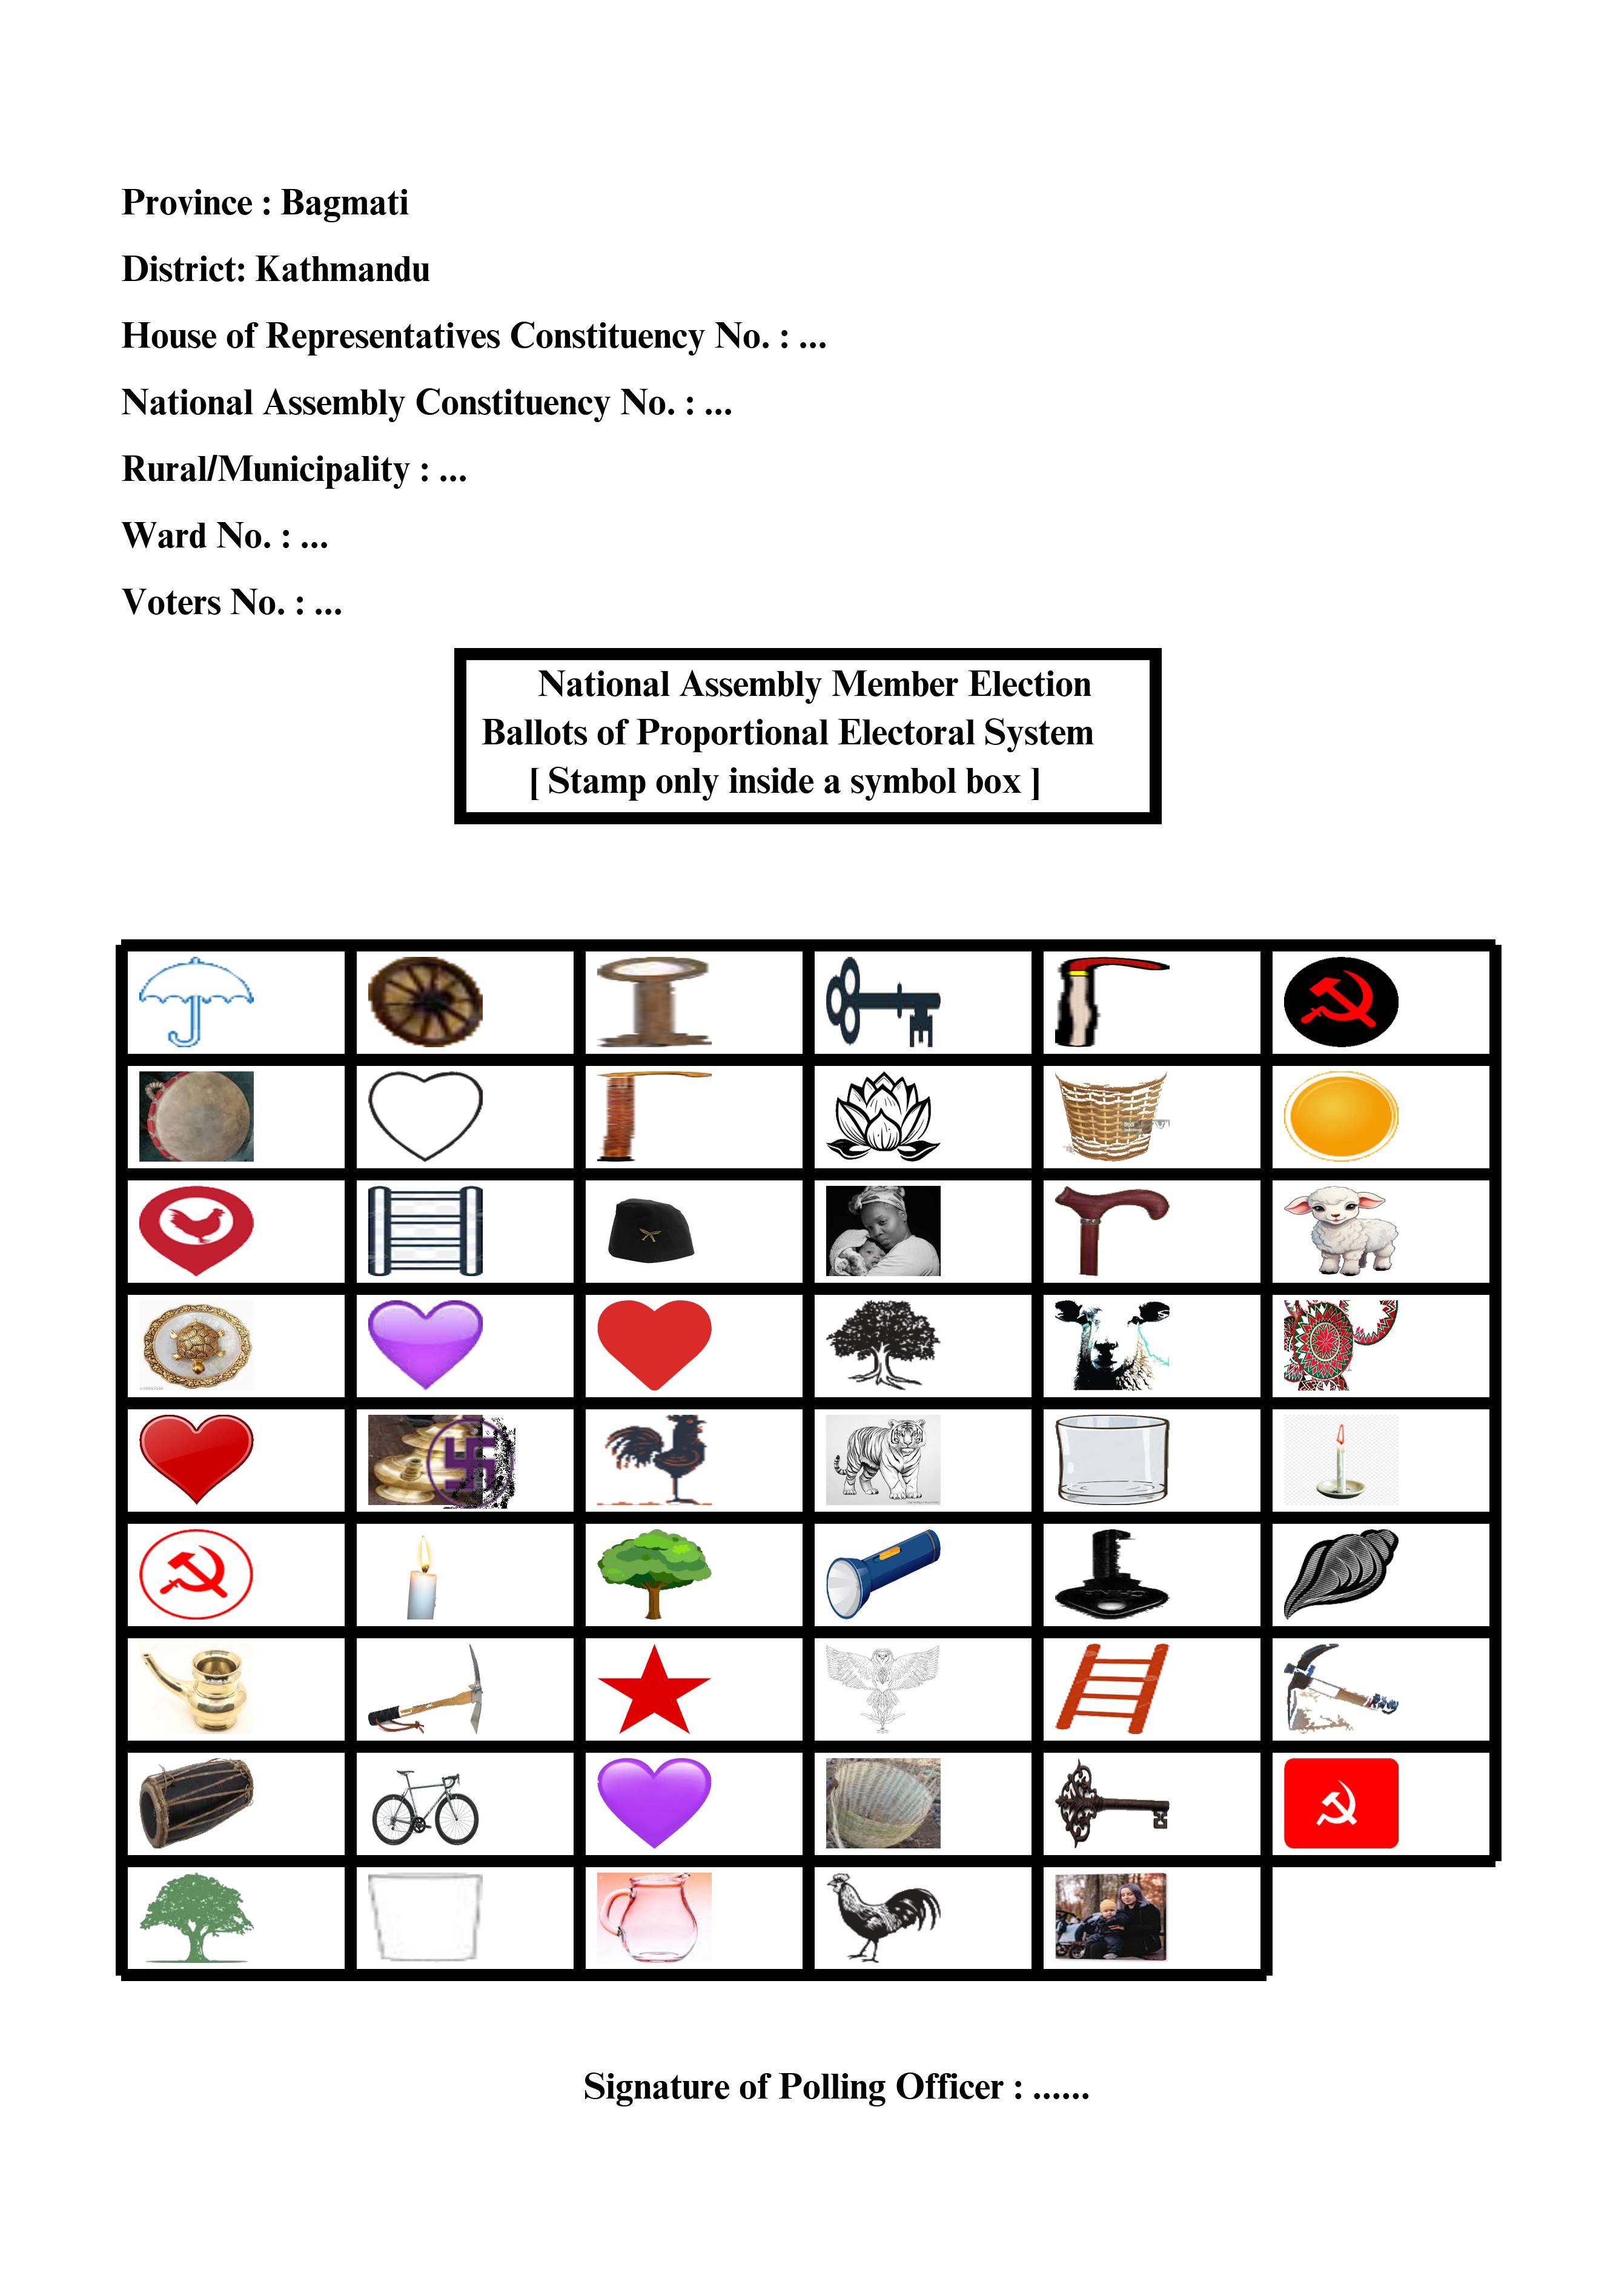 Province : Bagmati
District: Kathmandu
House of Representatives Constituency No. : ...
National Assembly Constituency No. : ...
Rural/Municipality : ...
Ward No. : ...
Voters No. : ...
National Assembly Member Election
Ballots of Proportional Electoral System
[ Stamp only inside a symbol box ]
Signature of Polling Officer : ......